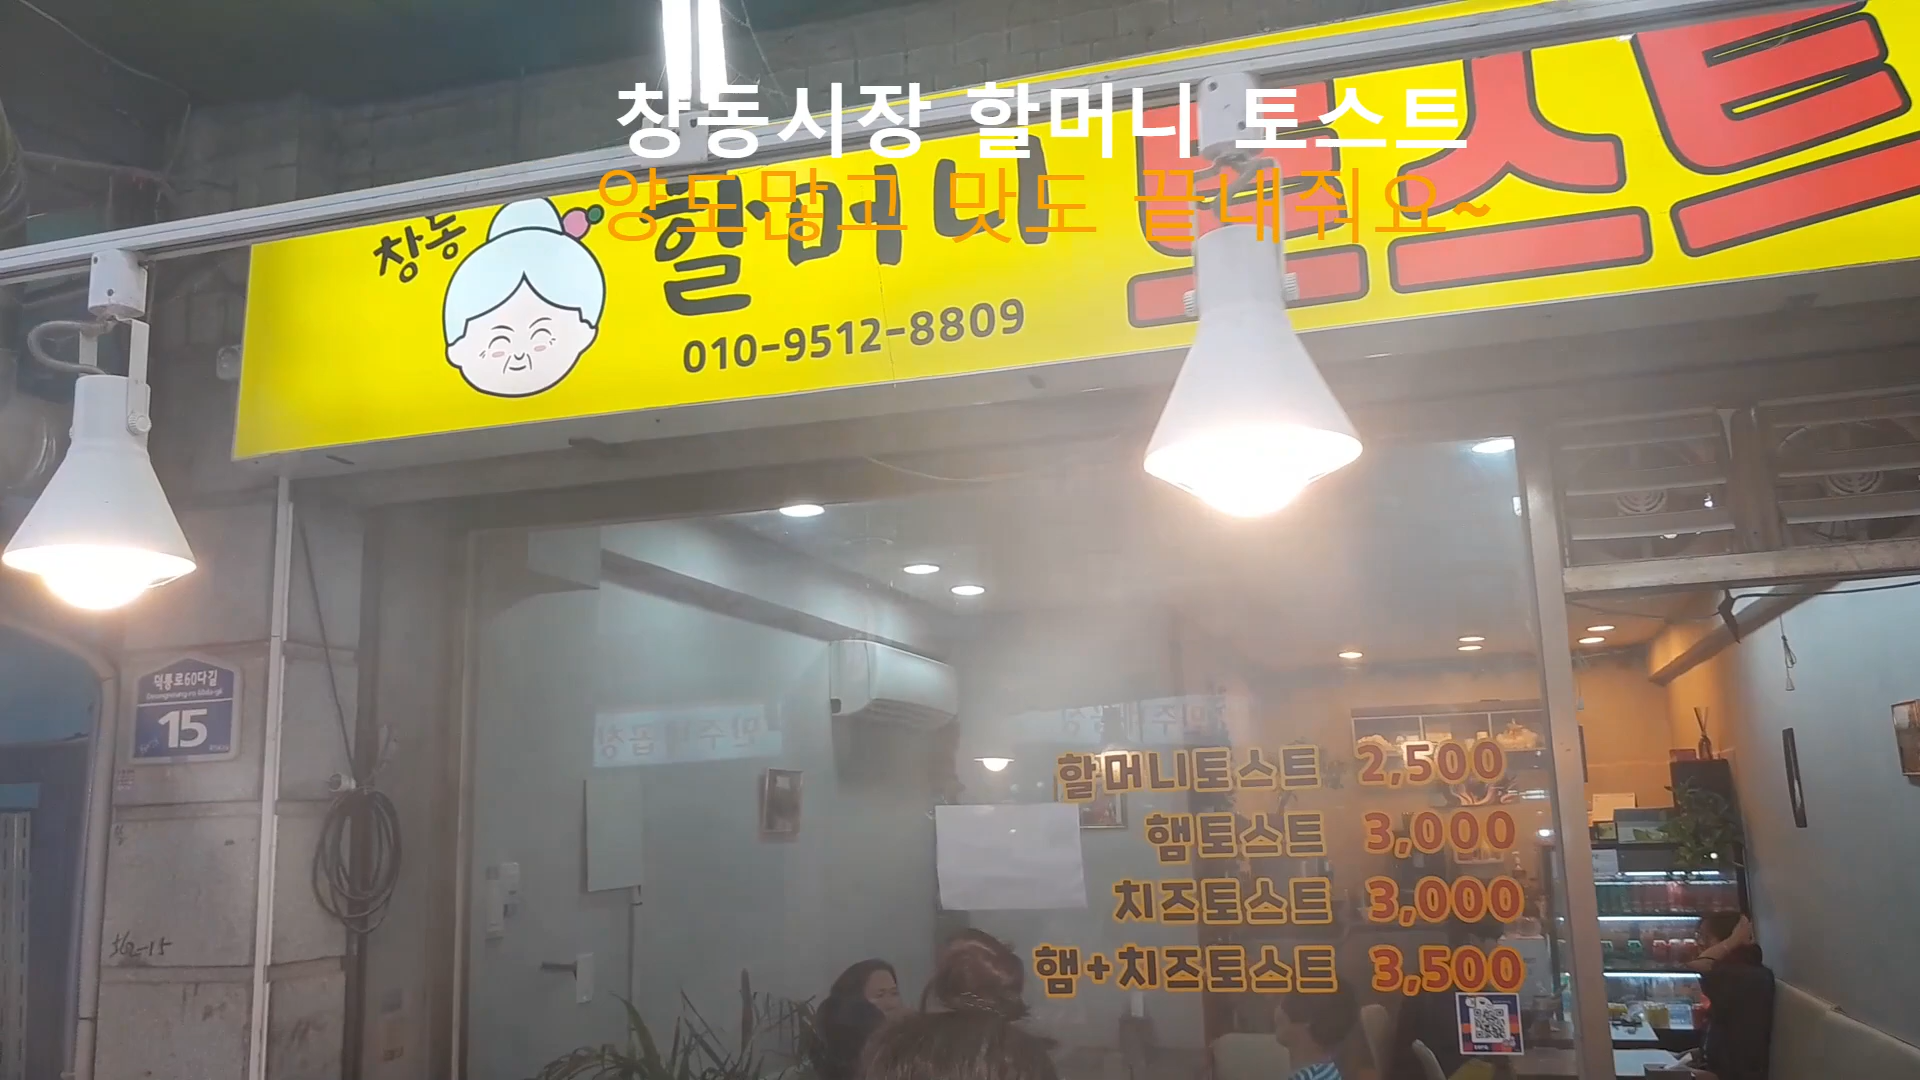 창동시장 할머니 토스트
양도많고 맛도 끝내줘요~
창동 할머니 토스트
010-9512-8809
덕릉로60다길
15
할머니토스트 2,500
햄토스트 3,000
치즈토스트 3,000
햄+치즈토스트 3,500